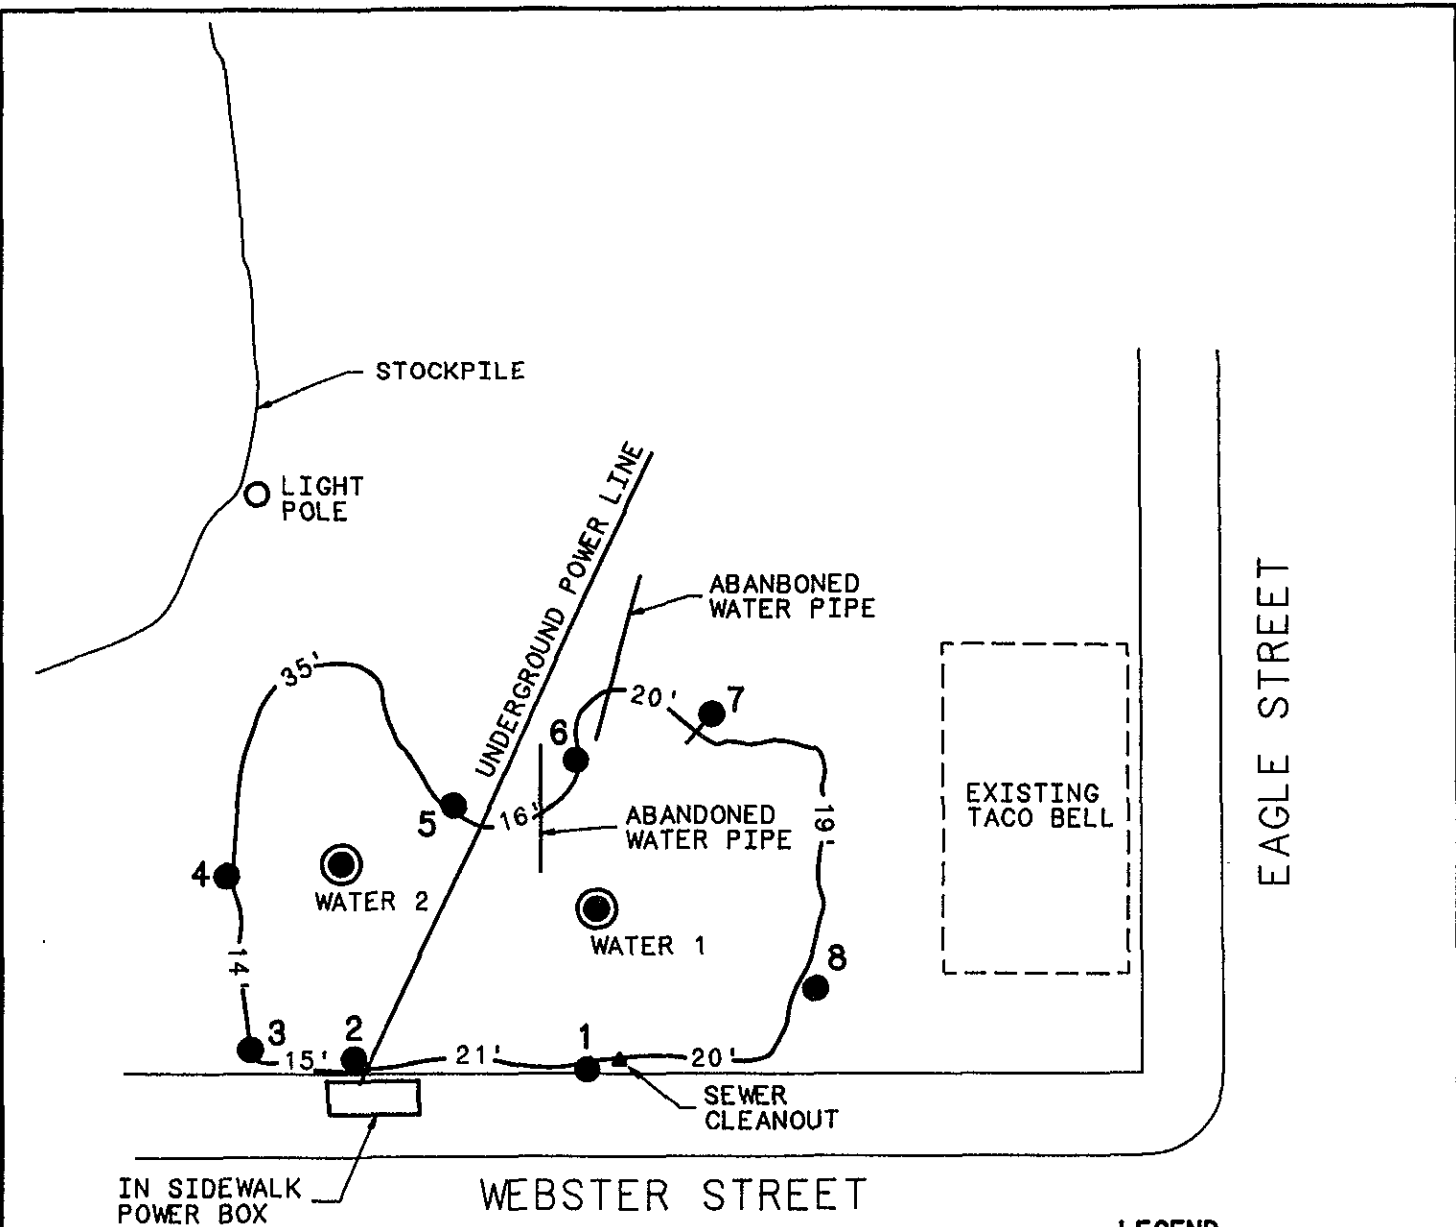 STOCKPILE
LIGHT
POLE
UNDERGROUND POWER LINE
ABANBONED
WATER PIPE
35'
20'
7
6
EXISTING
TACO BELL
EAGLE STREET
5
16'
ABANDONED
WATER PIPE
19'
4
WATER 2
WATER 1
14'
8
3
2
1
15'
21'
20'
SEWER
CLEANOUT
IN SIDEWALK
POWER BOX
WEBSTER STREET
LEGEND